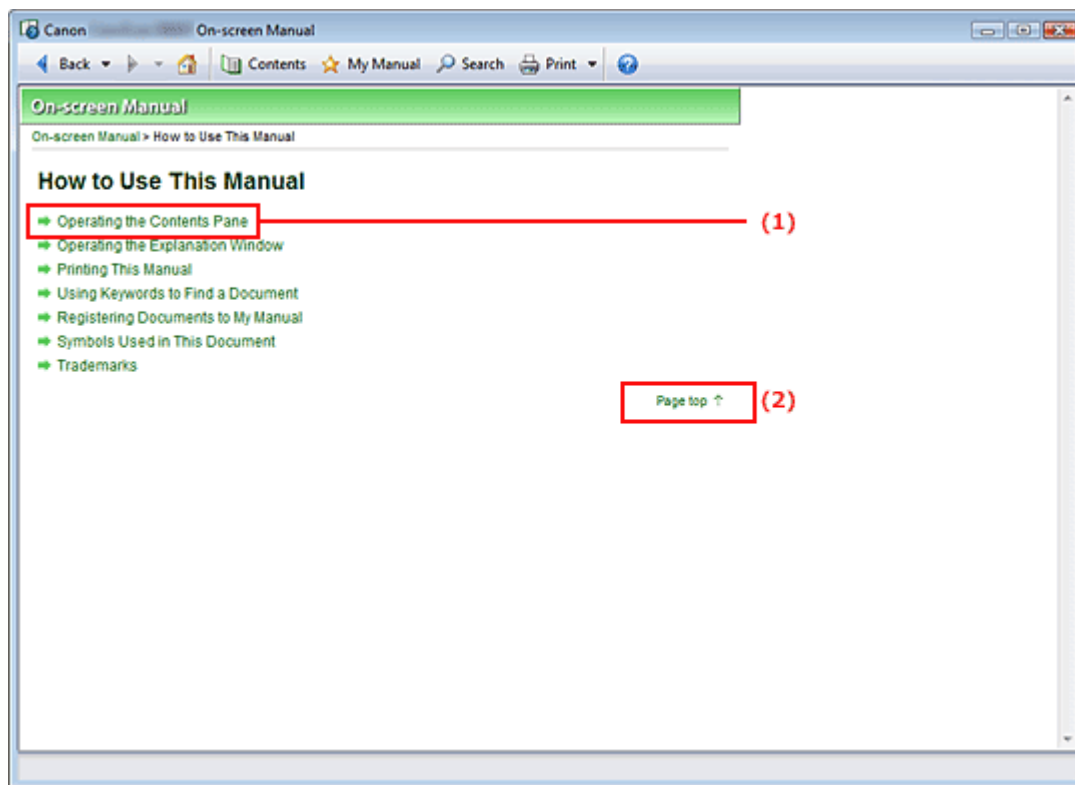 Canon On-screen Manual
Back Contents My Manual Search Print
On-screen Manual
On-screen Manual > How to Use This Manual
How to Use This Manual
Operating the Contents Pane (1)
Operating the Explanation Window
Printing This Manual
Using Keywords to Find a Document
Registering Documents to My Manual
Symbols Used in This Document
Trademarks
Page top ↑ (2)